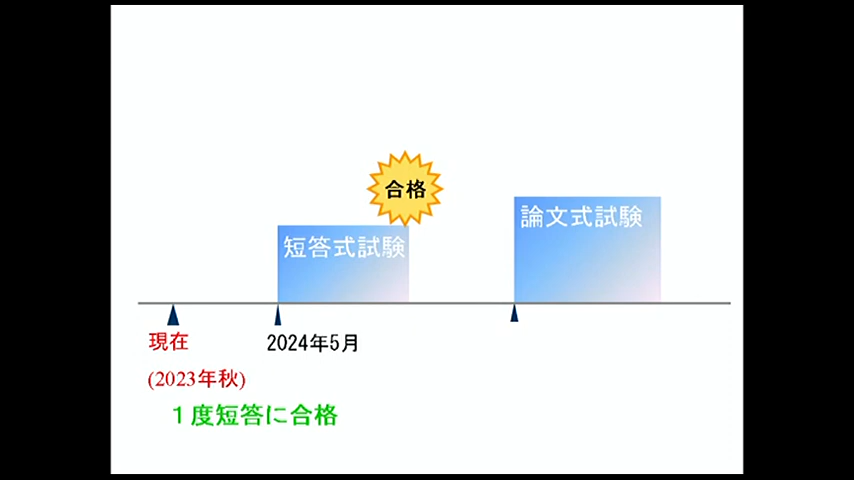 合格
論文式試験
短答式試験
現在
2024年5月
(2023年秋)
１度短答に合格